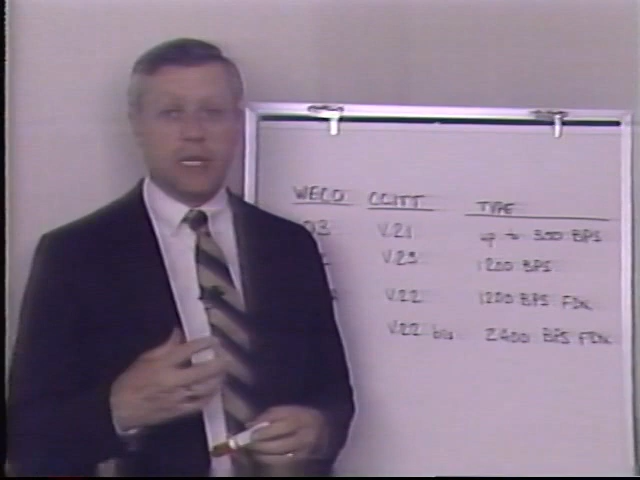 WECO CCITT TYPE
03 V.21 up to 300 BPS
V.23 1200 BPS
V.22 1200 BPS FDX
V.22 bis 2400 BPS FDX